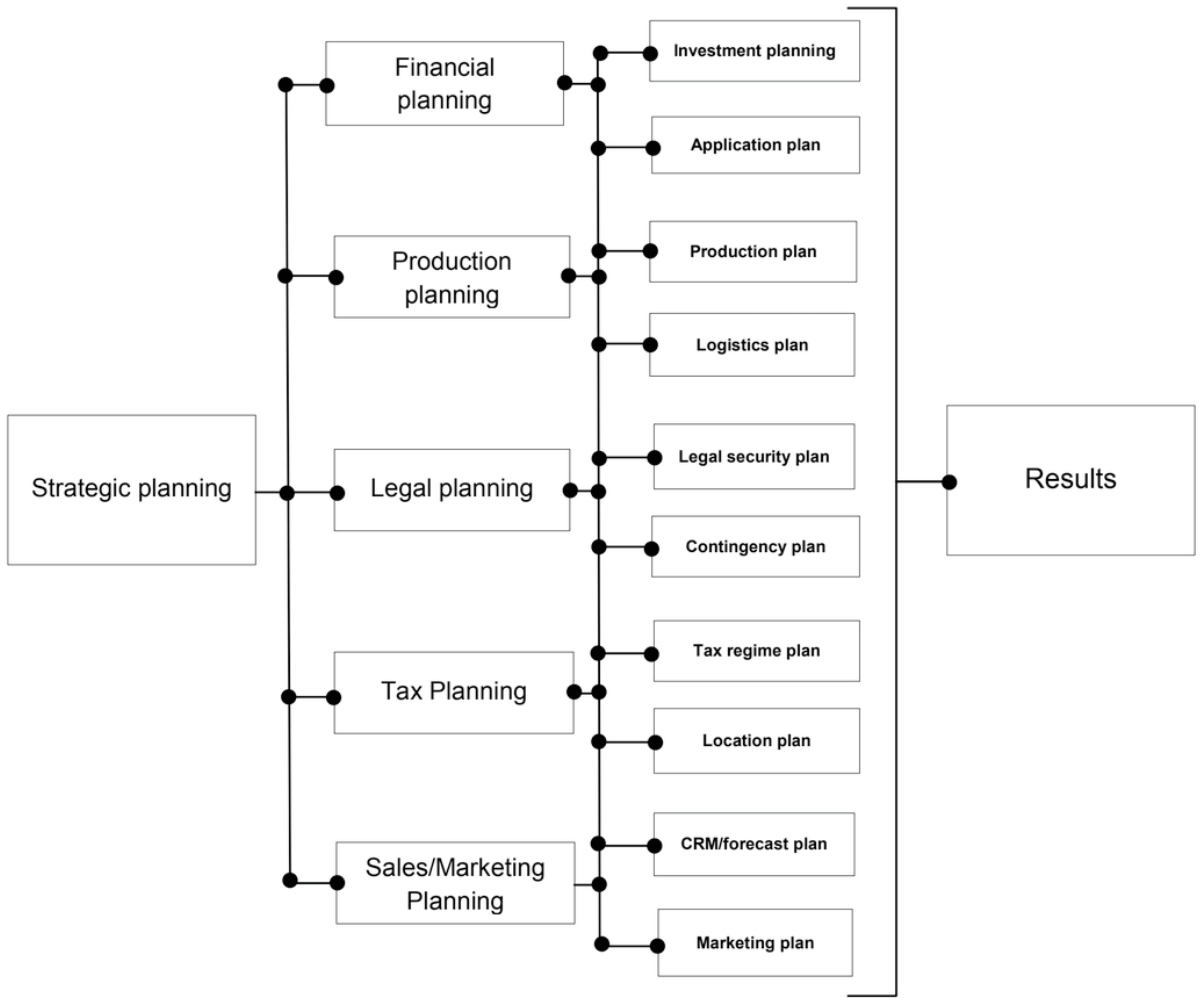 Strategic planning
Financial
planning
Production
planning
Legal planning
Tax Planning
Sales/Marketing
Planning
Investment planning
Application plan
Production plan
Logistics plan
Legal security plan
Contingency plan
Tax regime plan
Location plan
CRM/forecast plan
Marketing plan
Results